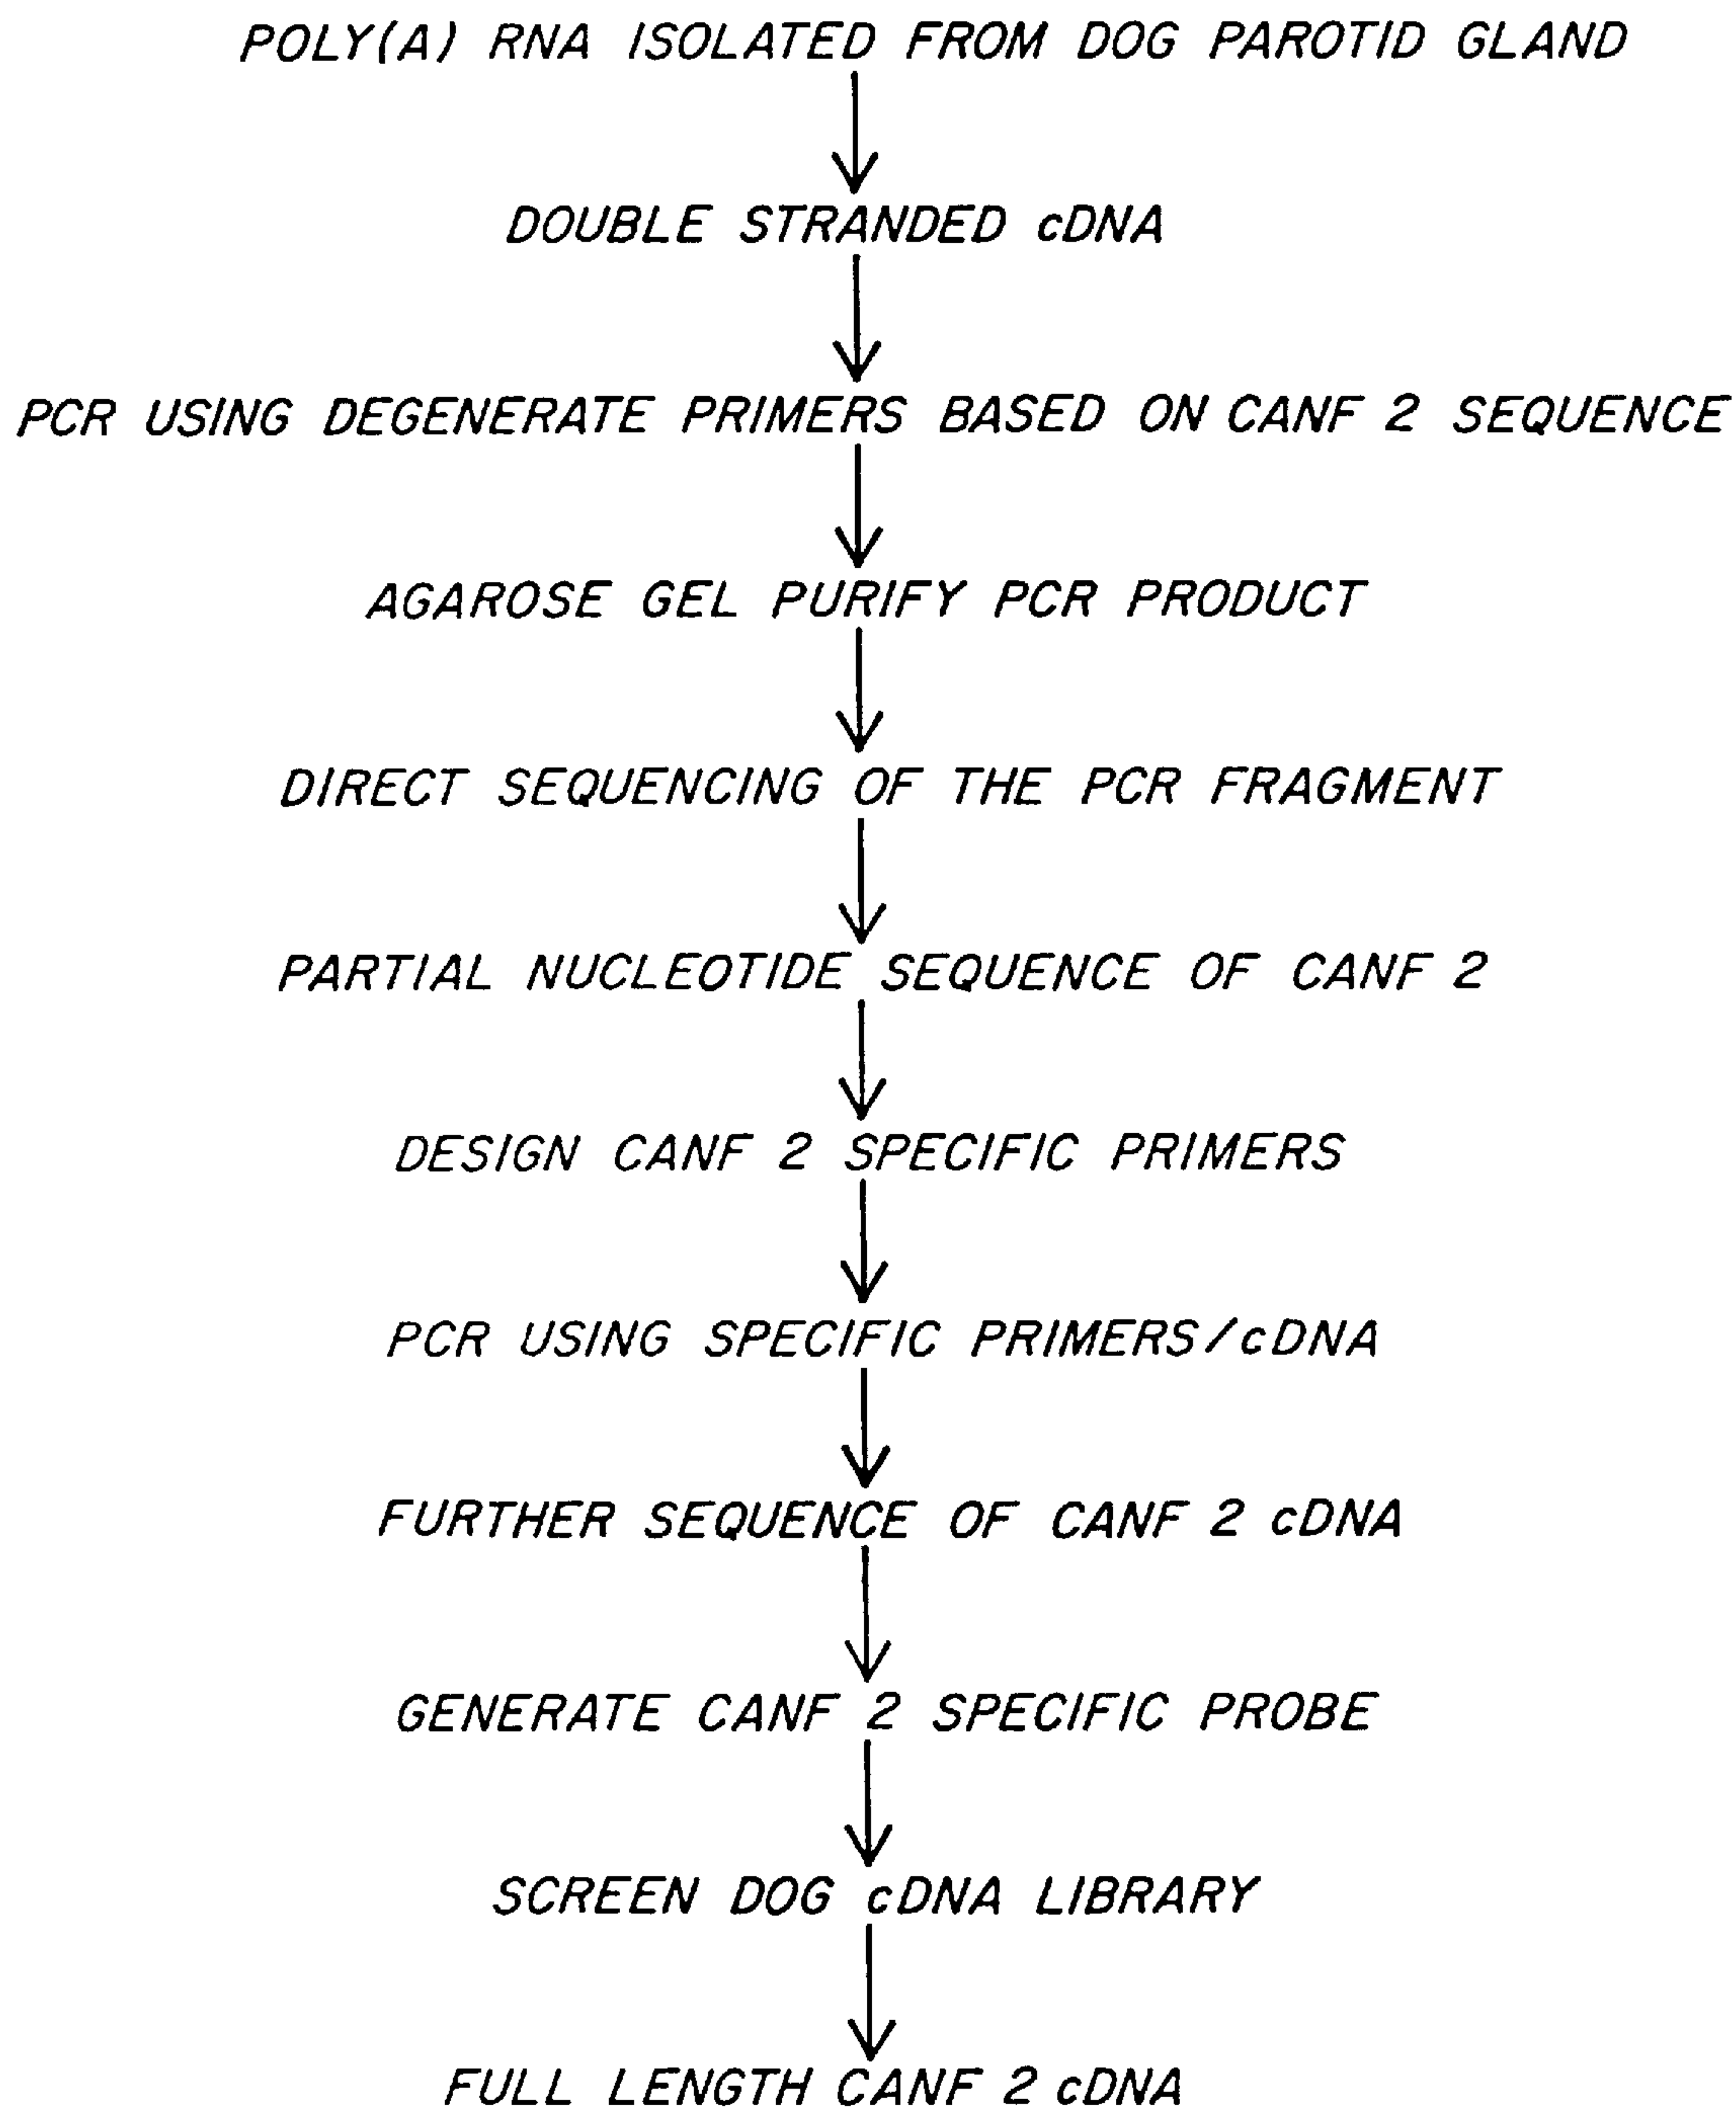 POLY(A) RNA ISOLATED FROM DOG PAROTID GLAND
DOUBLE STRANDED cDNA
PCR USING DEGENERATE PRIMERS BASED ON CANF 2 SEQUENCE
AGAROSE GEL PURIFY PCR PRODUCT
DIRECT SEQUENCING OF THE PCR FRAGMENT
PARTIAL NUCLEOTIDE SEQUENCE OF CANF 2
DESIGN CANF 2 SPECIFIC PRIMERS
PCR USING SPECIFIC PRIMERS/cDNA
FURTHER SEQUENCE OF CANF 2 cDNA
GENERATE CANF 2 SPECIFIC PROBE
SCREEN DOG cDNA LIBRARY
FULL LENGTH CANF 2 cDNA